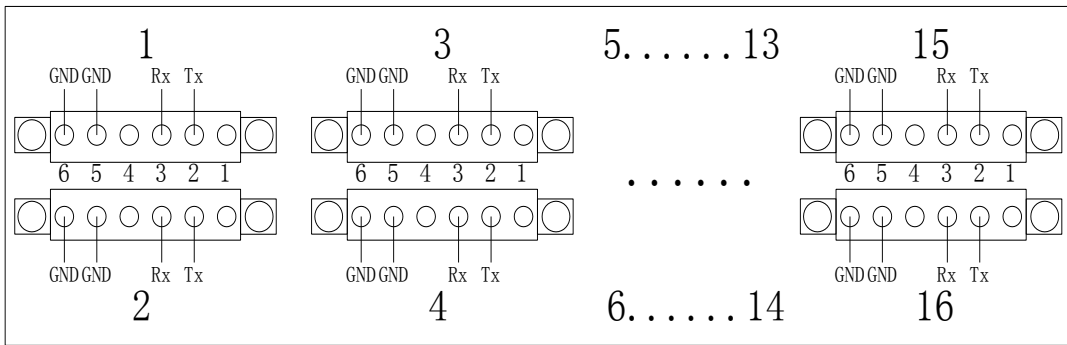 1 3 5......13 15
GND GND Rx Tx GND GND Rx Tx GND GND Rx Tx
6 5 4 3 2 1 6 5 4 3 2 1 ...... 6 5 4 3 2 1
GND GND Rx Tx GND GND Rx Tx GND GND Rx Tx
2 4 6......14 16